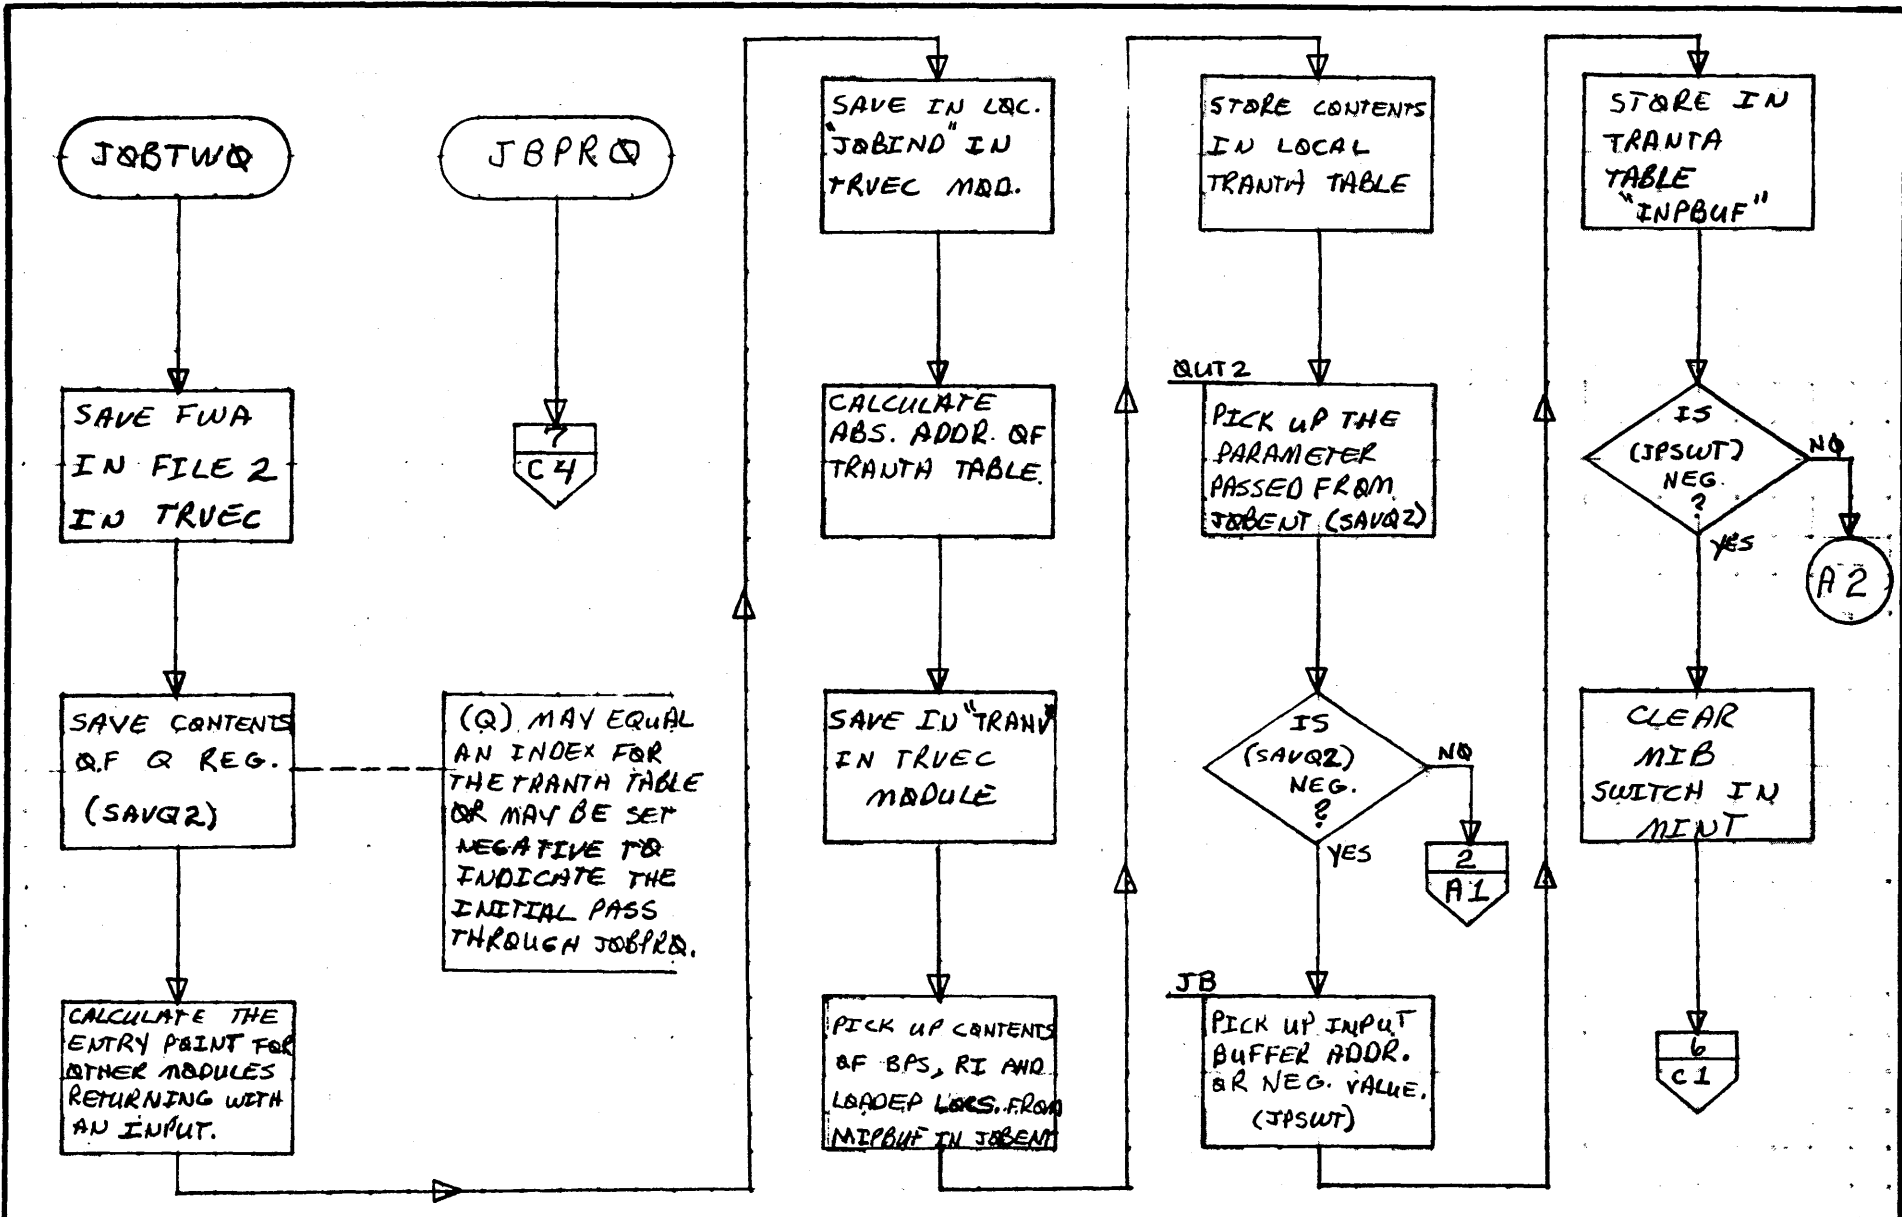 JOBTWO
SAVE FWA
IN FILE 2
IN TRVEC
SAVE CONTENTS
OF Q REG.
(SAVQ2)
CALCULATE THE
ENTRY POINT FOR
OTHER MODULES
RETURNING WITH
AN INPUT.
JBPRO
7
C4
(Q) MAY EQUAL
AN INDEX FOR
THE TRANTA TABLE
OR MAY BE SET
NEGATIVE TO
INDICATE THE
INITIAL PASS
THROUGH JOBPRO.
SAVE IN LOC.
"JOBIND" IN
TRVEC MOD.
CALCULATE
ABS. ADDR. OF
TRANTA TABLE.
SAVE IN "TRANV"
IN TRVEC
MODULE
PICK UP CONTENTS
OF BPS, RI AND
LOADED LOCS. FROM
MIPBUF IN JOBENT
STORE CONTENTS
IN LOCAL
TRANTA TABLE
OUT2
PICK UP THE
PARAMETER
PASSED FROM
JOBENT (SAVQ2)
IS
(SAVQ2)
NEG.
?
NO
YES
2
A1
JB
PICK UP INPUT
BUFFER ADDR.
OR NEG. VALUE.
(JPSWT)
STORE IN
TRANTA
TABLE
"INPBUF"
IS
(JPSWT)
NEG.
?
NO
YES
A2
CLEAR
MIB
SWITCH IN
MINT
6
C1